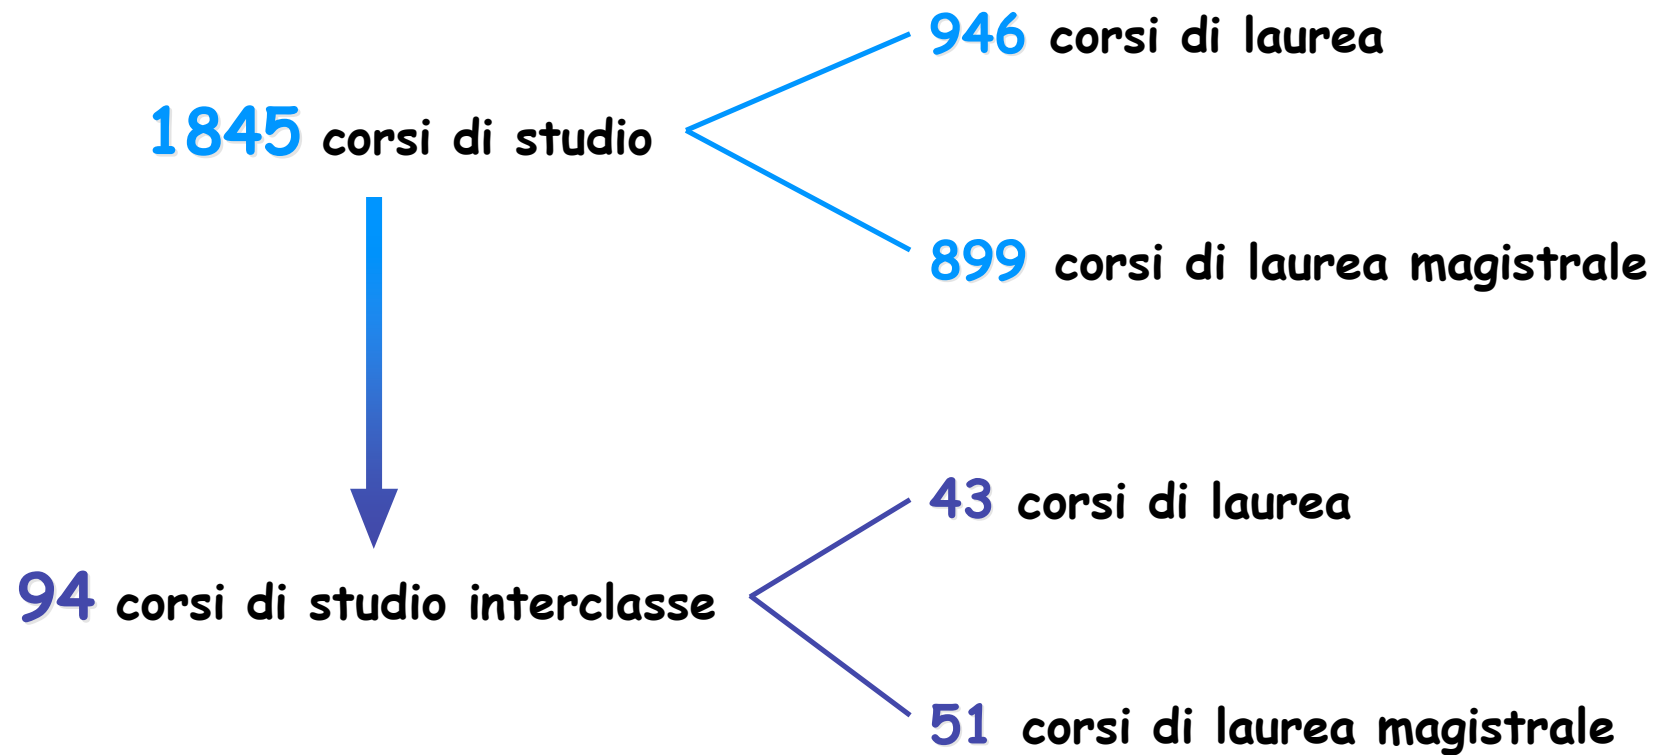 946 corsi di laurea
1845 corsi di studio
899 corsi di laurea magistrale
43 corsi di laurea
94 corsi di studio interclasse
51 corsi di laurea magistrale